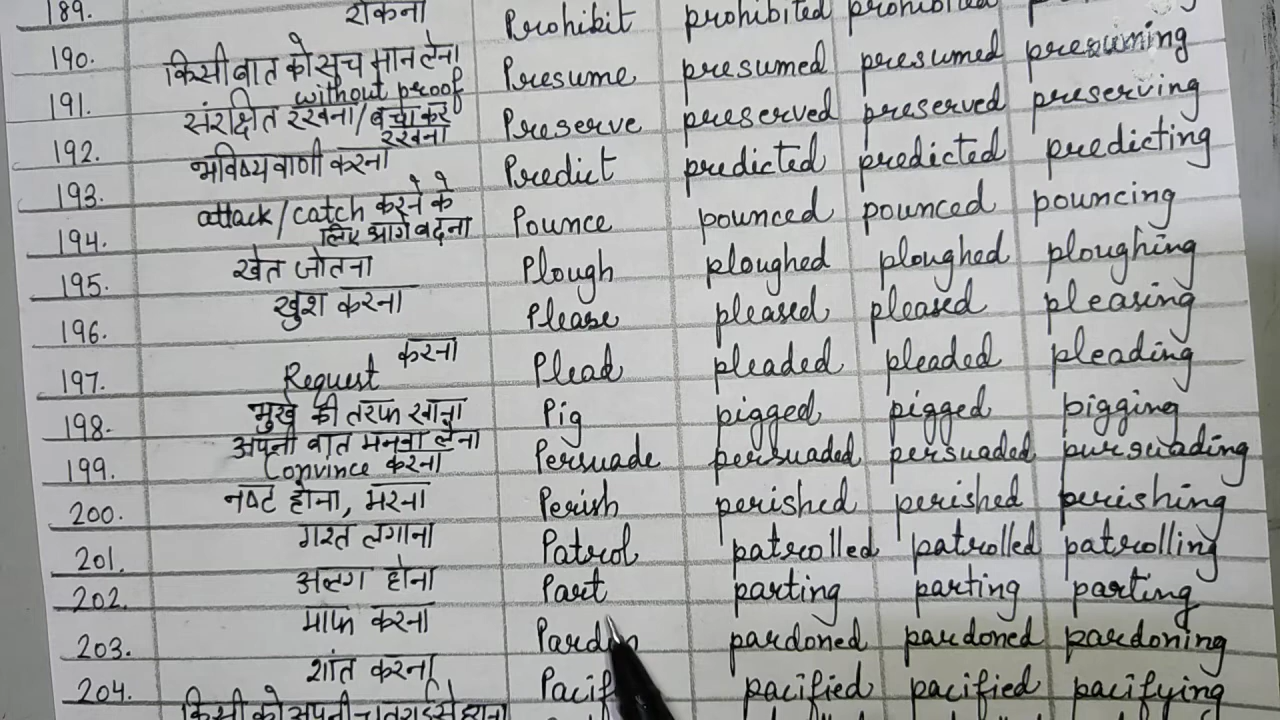 189. रोकना Prohibit prohibited prohibited
190. किसी बात को सच मान लेना without proof Presume presumed presumed presuming
191. संरक्षित रखना/बचाकर रखना Preserve preserved preserved preserving
192. भविष्यवाणी करना Predict predicted predicted predicting
193. attack/catch करने के लिए आगे बढ़ना Pounce pounced pounced pouncing
194. खेत जोतना Plough ploughed ploughed ploughing
195. खुश करना Please pleased pleased pleasing
196. Request करना Plead pleaded pleaded pleading
197. मुर्ख की तरफ खाना Pig pigged pigged pigging
198. अपनी बात मनवा लेना Convince करना Persuade persuaded persuaded pursuading
199. नष्ट होना, मरना Perish perished perished perishing
200. गश्त लगाना Patrol patrolled patrolled patrolling
201. अलग होना Part parting parting parting
202. माफ करना Pardon pardoned pardoned pardoning
203. शांत करना pacified pacified pacifying
204. किसी को अपनी